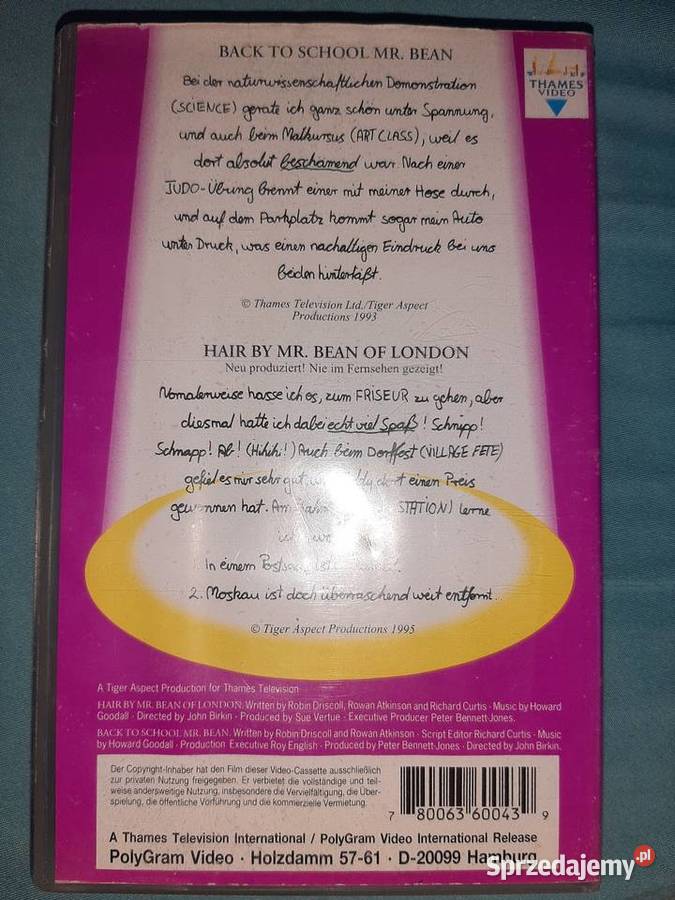 BACK TO SCHOOL MR. BEAN
THAMES
VIDEO
Bei der naturwissenschaftlichen Demonstration
(SCIENCE) gerate ich ganz schön unter Spannung,
und auch beim Malkursus (ART CLASS), weil es
dort absolut beschämend war. Nach einer
JUDO-Übung brennt einer mit meiner Hose durch,
und auf dem Parkplatz kommt sogar mein Auto
unter Druck, was einen nachaltigen Eindruck bei uns
beiden hinterläßt.
© Thames Television Ltd./Tiger Aspect
Productions 1993
HAIR BY MR. BEAN OF LONDON
Neu produziert! Nie im Fernsehen gezeigt!
Normalerweise hasse ich es, zum FRISEUR zu gehen, aber
diesmal hatte ich dabei echt viel Spaß! Schnipp!
Schnapp! Ab! (Hihihi!) Auch beim Dorffest (VILLAGE FETE)
gefiel es mir sehr gut, dort einen Preis
gewonnen hat. Am STATION) lerne
In einem
2. Moskau ist doch überraschend weit entfernt.
© Tiger Aspect Productions 1995
A Tiger Aspect Production for Thames Television
HAIR BY MR. BEAN OF LONDON. Written by Robin Driscoll, Rowan Atkinson and Richard Curtis · Music by Howard
Goodall · Directed by John Birkin · Produced by Sue Vertue · Executive Producer Peter Bennett-Jones.
BACK TO SCHOOL MR. BEAN. Written by Robin Driscoll and Rowan Atkinson · Script Editor Richard Curtis · Music
by Howard Goodall · Production Executive Roy English · Produced by Peter Bennett-Jones · Directed by John Birkin.
Der Copyright-Inhaber hat den Film dieser Video-Cassette ausschließlich
zur privaten Nutzung freigegeben. Er verbietet die vollständige und teil-
weise anderweitige Nutzung, insbesondere die Vervielfältigung, die Über-
spielung, die öffentliche Vorführung und die kommerzielle Vermietung.
7 80063 60043 9
A Thames Television International / PolyGram Video International Release
PolyGram Video · Holzdamm 57-61 · D-20099 Hamburg
Sprzedajemy.pl